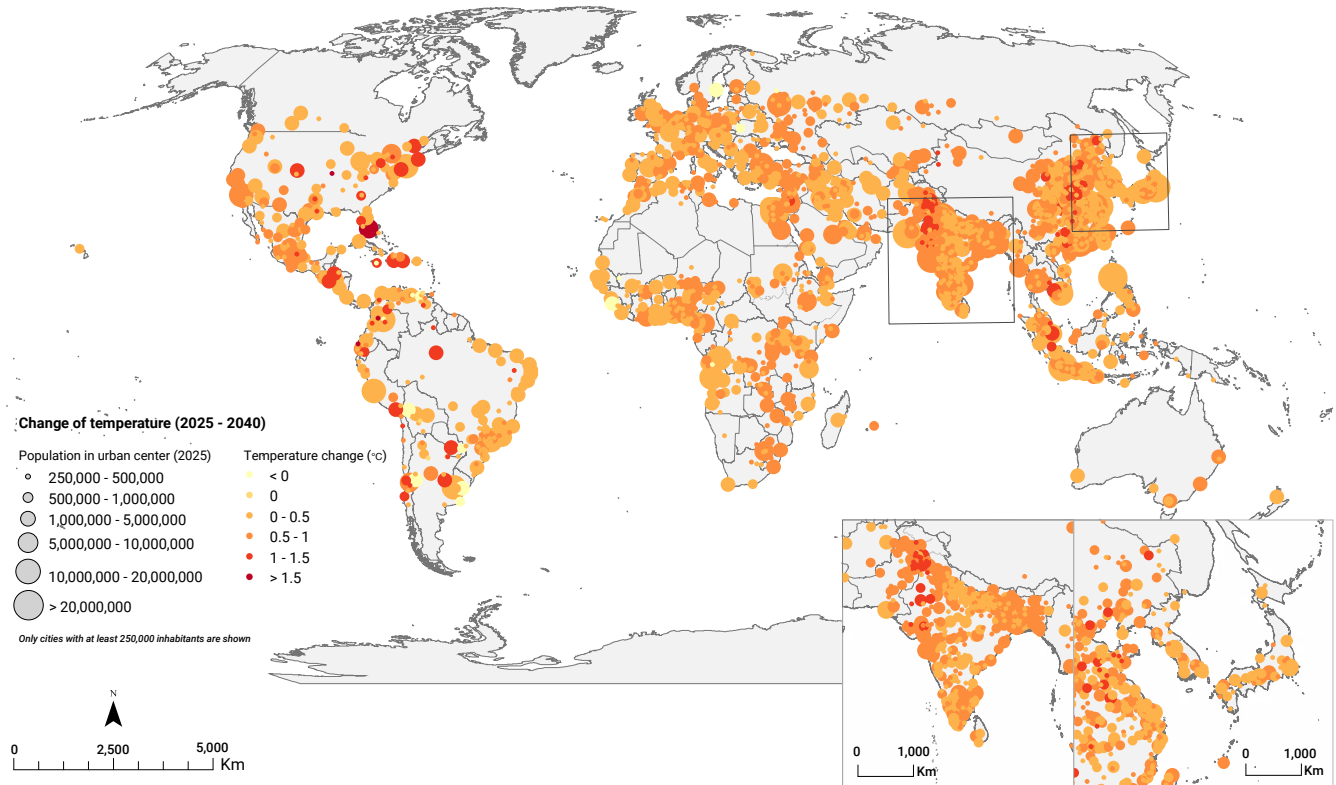 Change of temperature (2025 - 2040)
Population in urban center (2025)
250,000 - 500,000
500,000 - 1,000,000
1,000,000 - 5,000,000
5,000,000 - 10,000,000
10,000,000 - 20,000,000
> 20,000,000
Temperature change (°c)
< 0
0
0 - 0.5
0.5 - 1
1 - 1.5
> 1.5
Only cities with at least 250,000 inhabitants are shown
N
0 2,500 5,000
Km
0 1,000
Km
0 1,000
Km